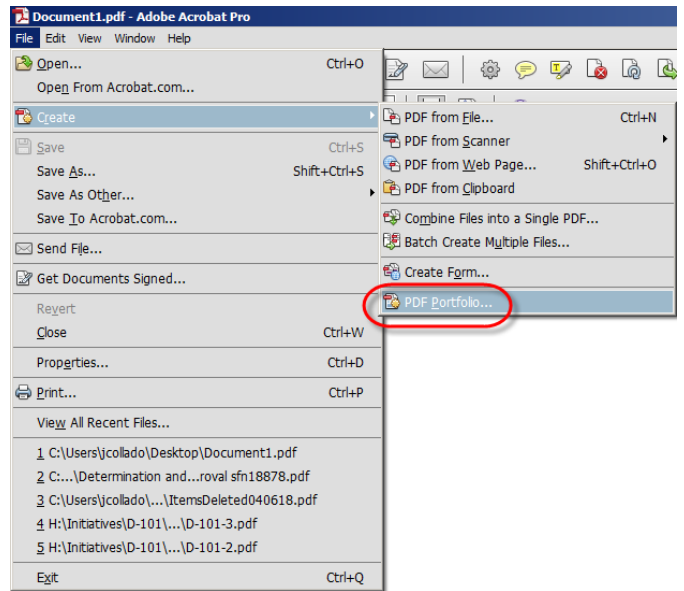 Document1.pdf - Adobe Acrobat Pro
File Edit View Window Help
Open... Ctrl+O
Open From Acrobat.com...
Create
Save Ctrl+S
Save As... Shift+Ctrl+S
Save As Other...
Save To Acrobat.com...
Send File...
Get Documents Signed...
Revert
Close Ctrl+W
Properties... Ctrl+D
Print... Ctrl+P
View All Recent Files...
1 C:\Users\jcollado\Desktop\Document1.pdf
2 C:...\Determination and...roval sfn18878.pdf
3 C:\Users\jcollado\...\ItemsDeleted040618.pdf
4 H:\Initiatives\D-101\...\D-101-3.pdf
5 H:\Initiatives\D-101\...\D-101-2.pdf
Exit Ctrl+Q
PDF from File... Ctrl+N
PDF from Scanner
PDF from Web Page... Shift+Ctrl+O
PDF from Clipboard
Combine Files into a Single PDF...
Batch Create Multiple Files...
Create Form...
PDF Portfolio...